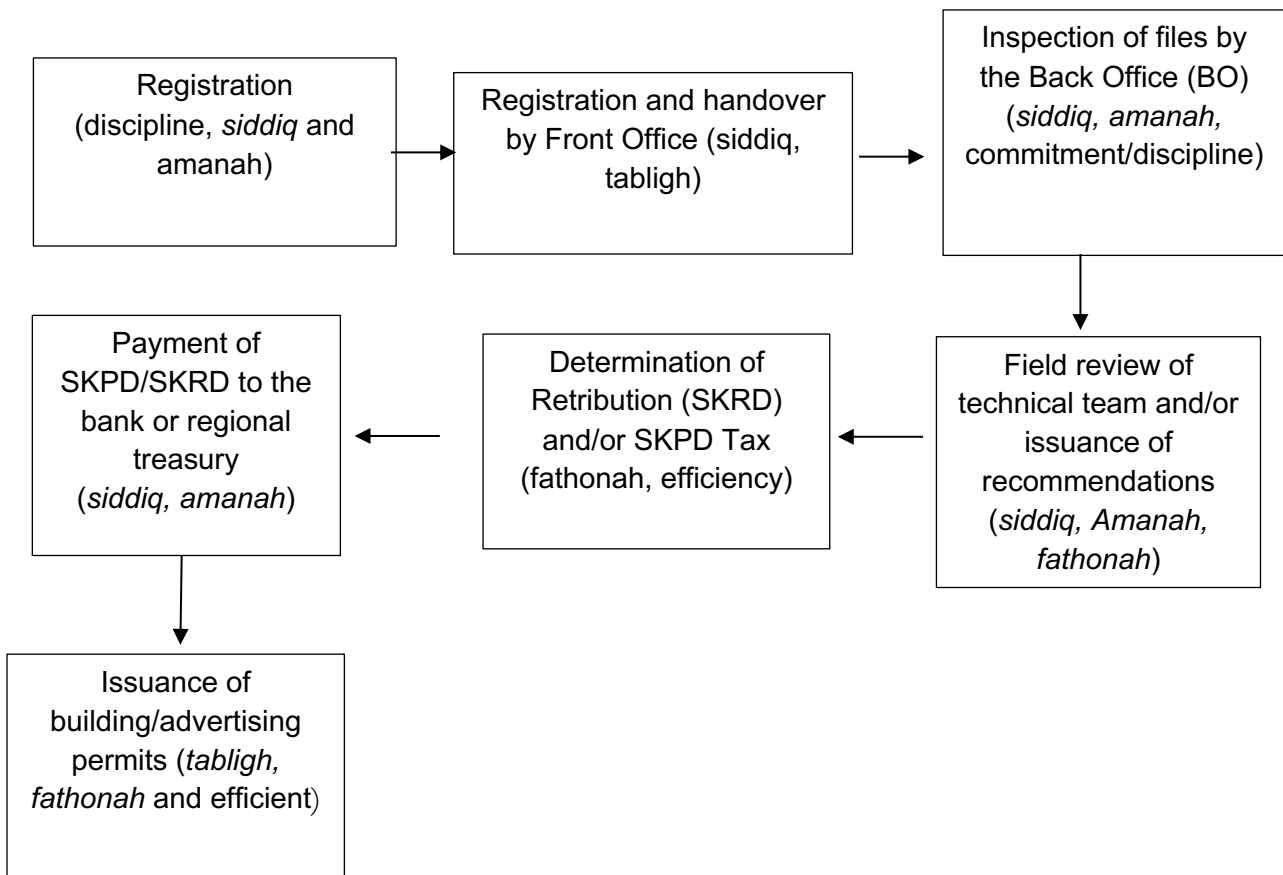 Registration
(discipline, siddiq and
amanah)
Registration and handover
by Front Office (siddiq,
tabligh)
Inspection of files by
the Back Office (BO)
(siddiq, amanah,
commitment/discipline)
Field review of
technical team and/or
issuance of
recommendations
(siddiq, Amanah,
fathonah)
Determination of
Retribution (SKRD)
and/or SKPD Tax
(fathonah, efficiency)
Payment of
SKPD/SKRD to the
bank or regional
treasury
(siddiq, amanah)
Issuance of
building/advertising
permits (tabligh,
fathonah and efficient)